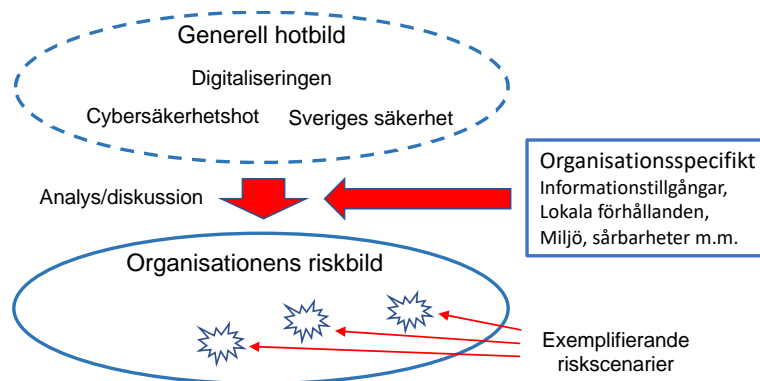 Generell hotbild
Digitaliseringen
Cybersäkerhetshot
Sveriges säkerhet
Analys/diskussion
Organisationsspecifikt
Informationstillgångar,
Lokala förhållanden,
Miljö, sårbarheter m.m.
Organisationens riskbild
Exemplifierande
riskscenarier